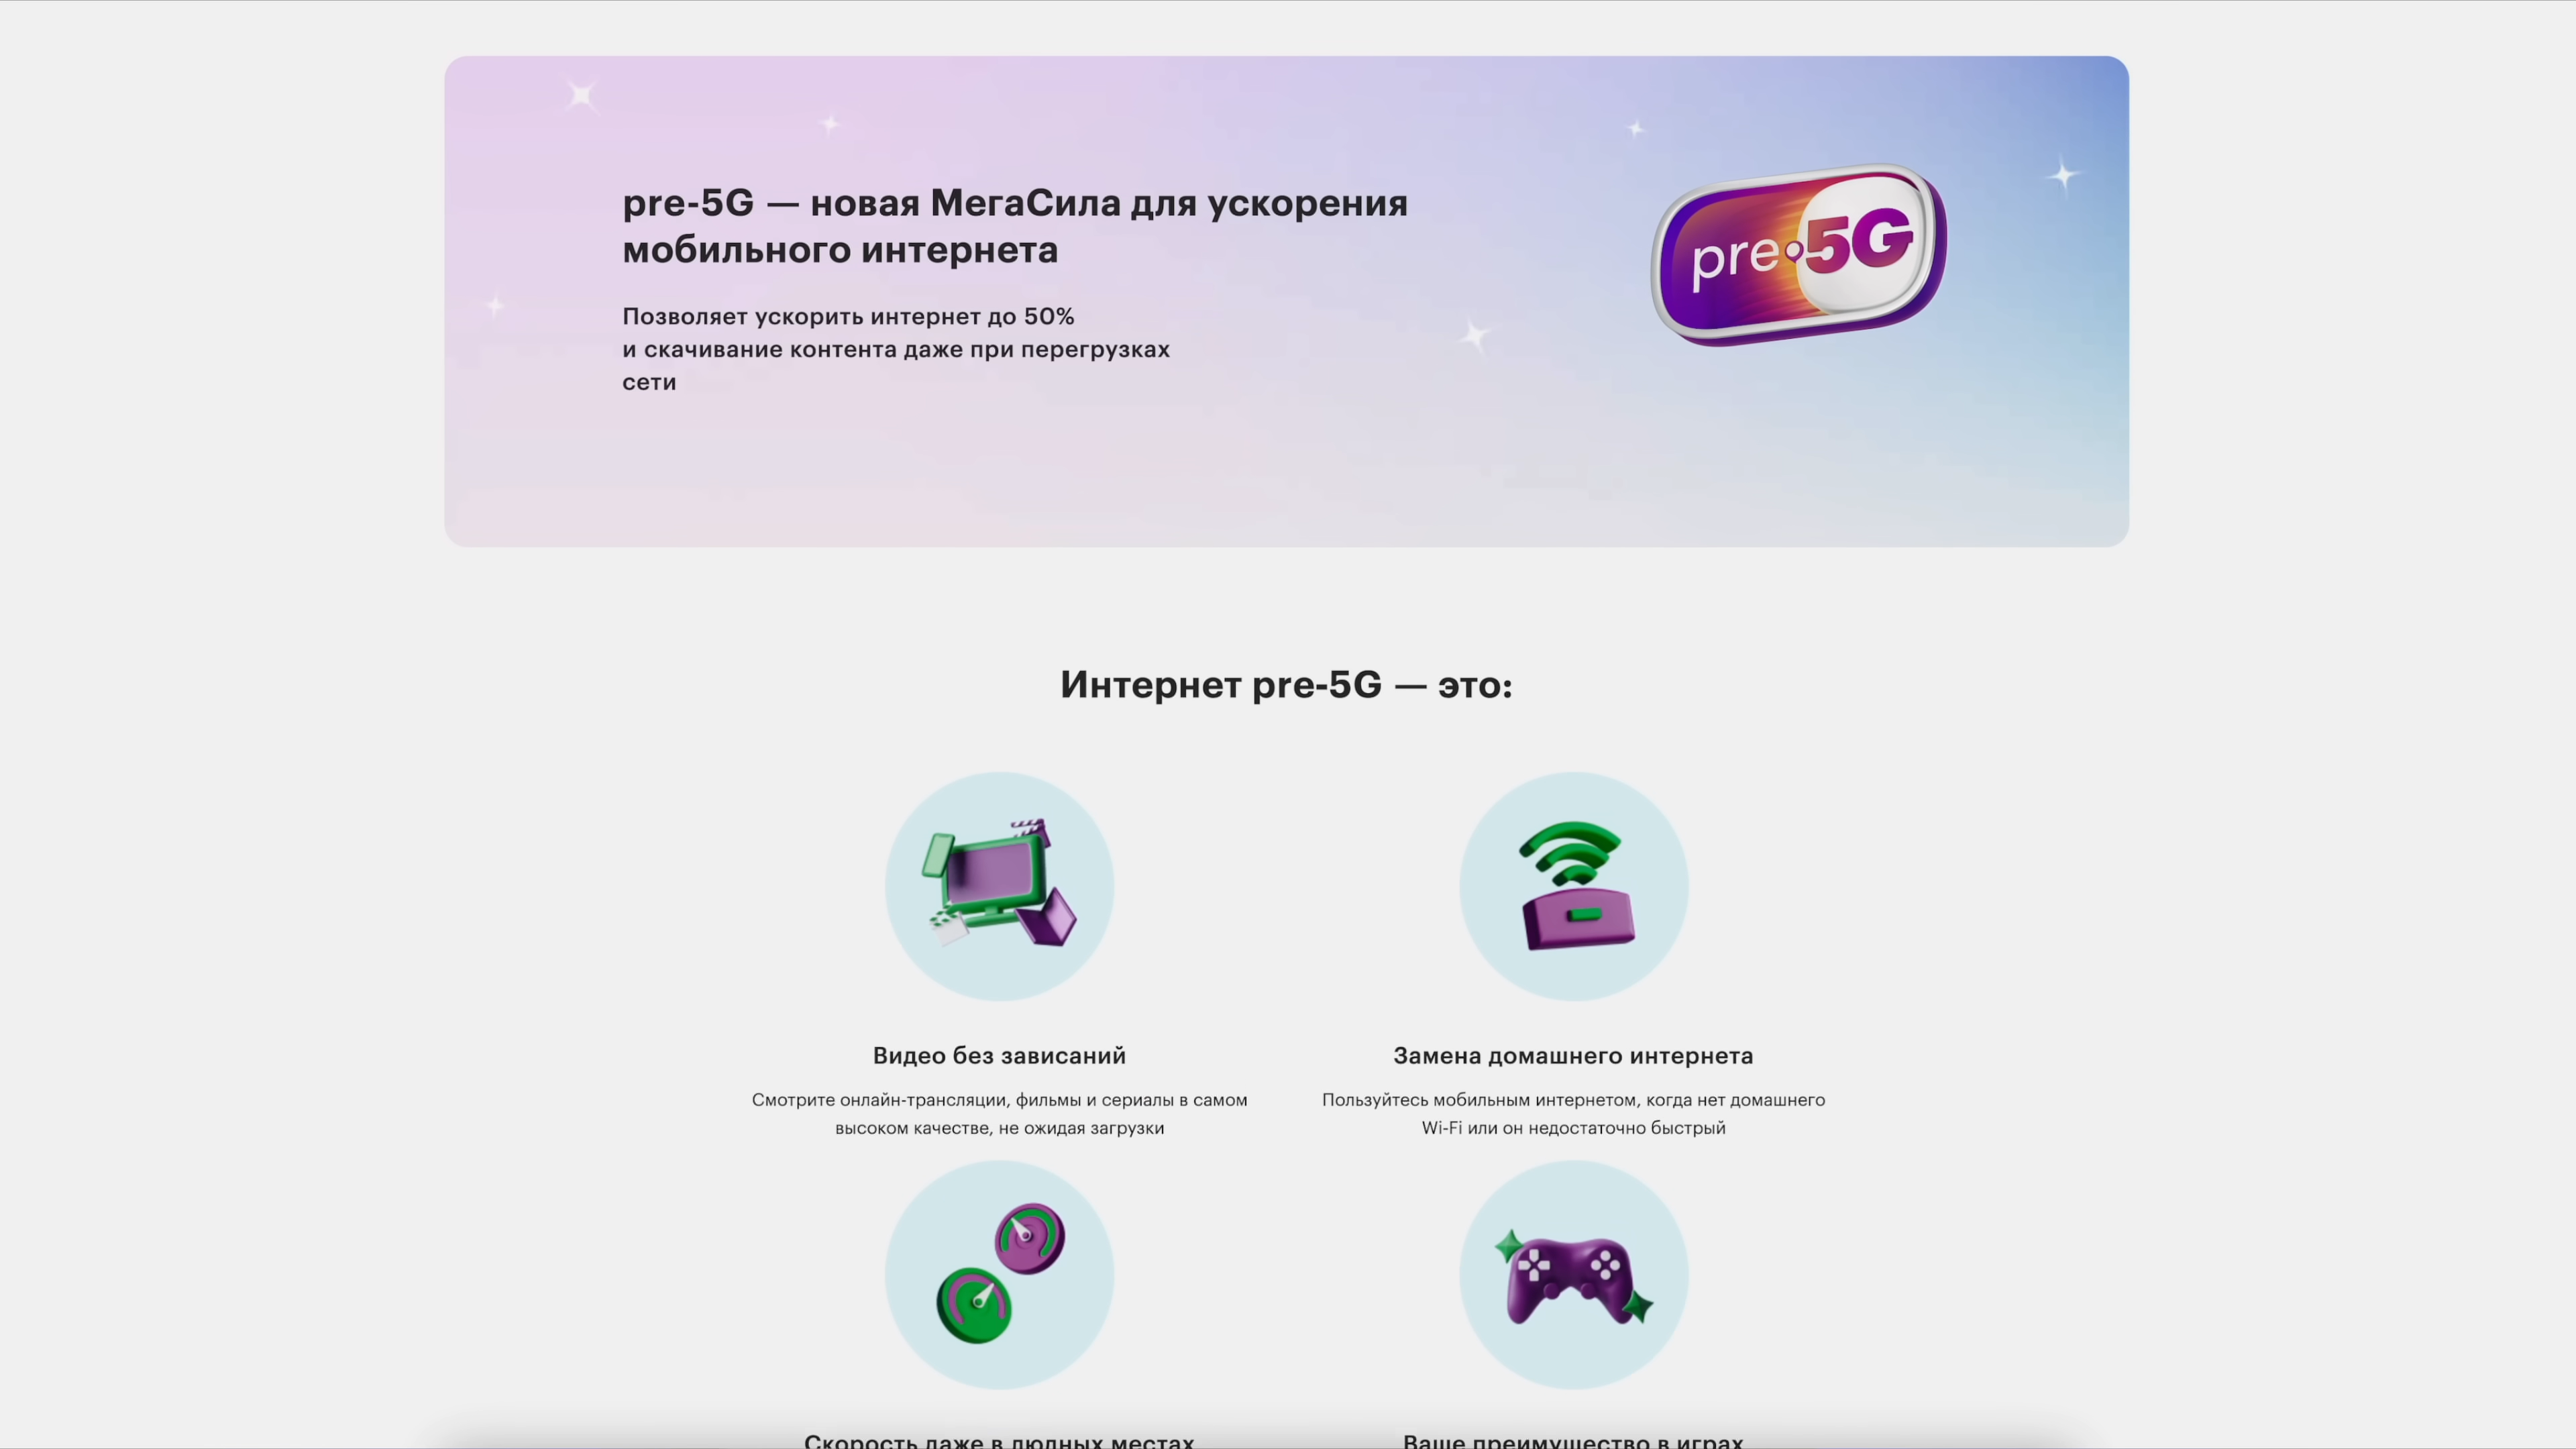 pre-5G — новая МегаСила для ускорения
мобильного интернета
Позволяет ускорить интернет до 50%
и скачивание контента даже при перегрузках
сети
pre 5G
Интернет pre-5G — это:
Видео без зависаний
Смотрите онлайн-трансляции, фильмы и сериалы в самом
высоком качестве, не ожидая загрузки
Замена домашнего интернета
Пользуйтесь мобильным интернетом, когда нет домашнего
Wi-Fi или он недостаточно быстрый
Скорость даже в людных местах
Ваше преимущество в играх